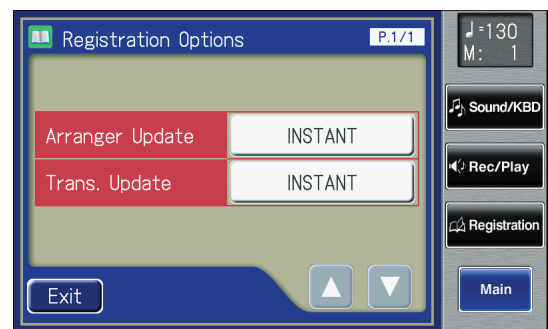 Registration Options
P.1/1
Arranger Update
INSTANT
Trans. Update
INSTANT
Exit
♩=130
M: 1
Sound/KBD
Rec/Play
Registration
Main